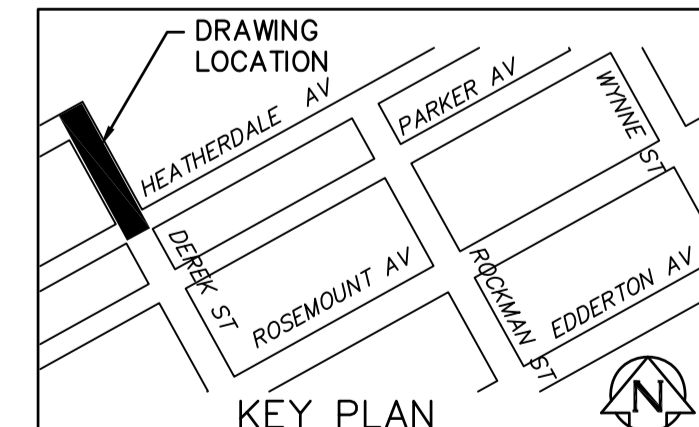 DRAWING
LOCATION
HEATHERDALE AV
PARKER AV
WYNNE ST
DEREK ST
ROSEMOUNT AV
ROCKMAN ST
EDDERTON AV
KEY PLAN
N